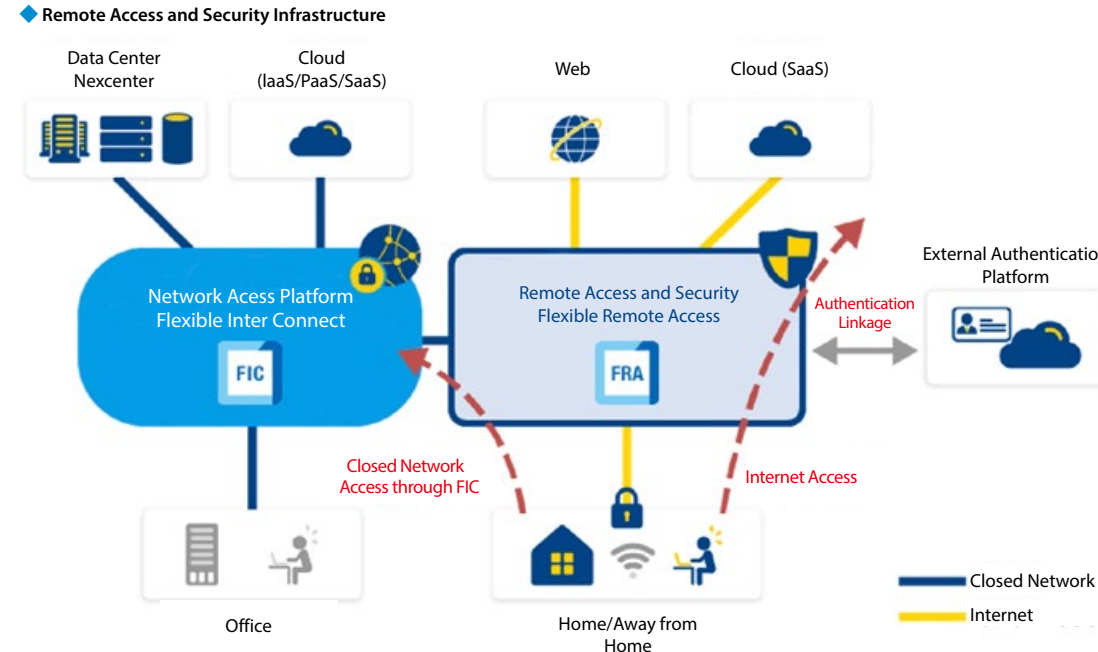 Remote Access and Security Infrastructure
Data Center
Nexcenter
Cloud
(IaaS/PaaS/SaaS)
Web
Cloud (SaaS)
External Authenticatio
Platform
Network Acess Platform
Flexible Inter Connect
FIC
Remote Access and Security
Flexible Remote Access
FRA
Authentication
Linkage
Closed Network
Access through FIC
Internet Access
Office
Home/Away from
Home
Closed Network
Internet